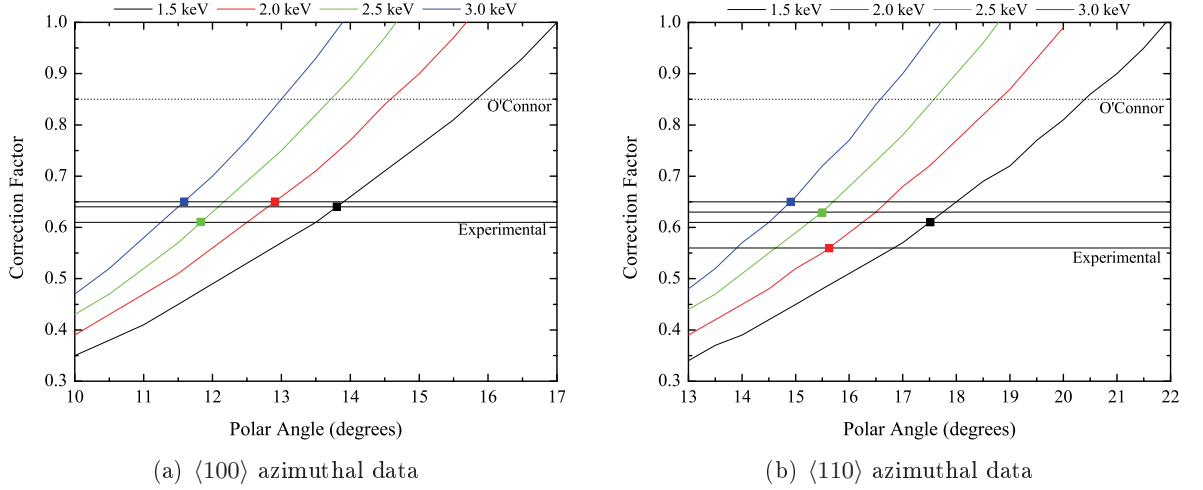 1.5 keV 2.0 keV 2.5 keV 3.0 keV
1.0
0.9
0.8
0.7
0.6
0.5
0.4
0.3
Correction Factor
O'Connor
Experimental
10 11 12 13 14 15 16 17
Polar Angle (degrees)
(a) ⟨100⟩ azimuthal data
1.5 keV 2.0 keV 2.5 keV 3.0 keV
1.0
0.9
0.8
0.7
0.6
0.5
0.4
0.3
Correction Factor
O'Connor
Experimental
13 14 15 16 17 18 19 20 21 22
Polar Angle (degrees)
(b) ⟨110⟩ azimuthal data